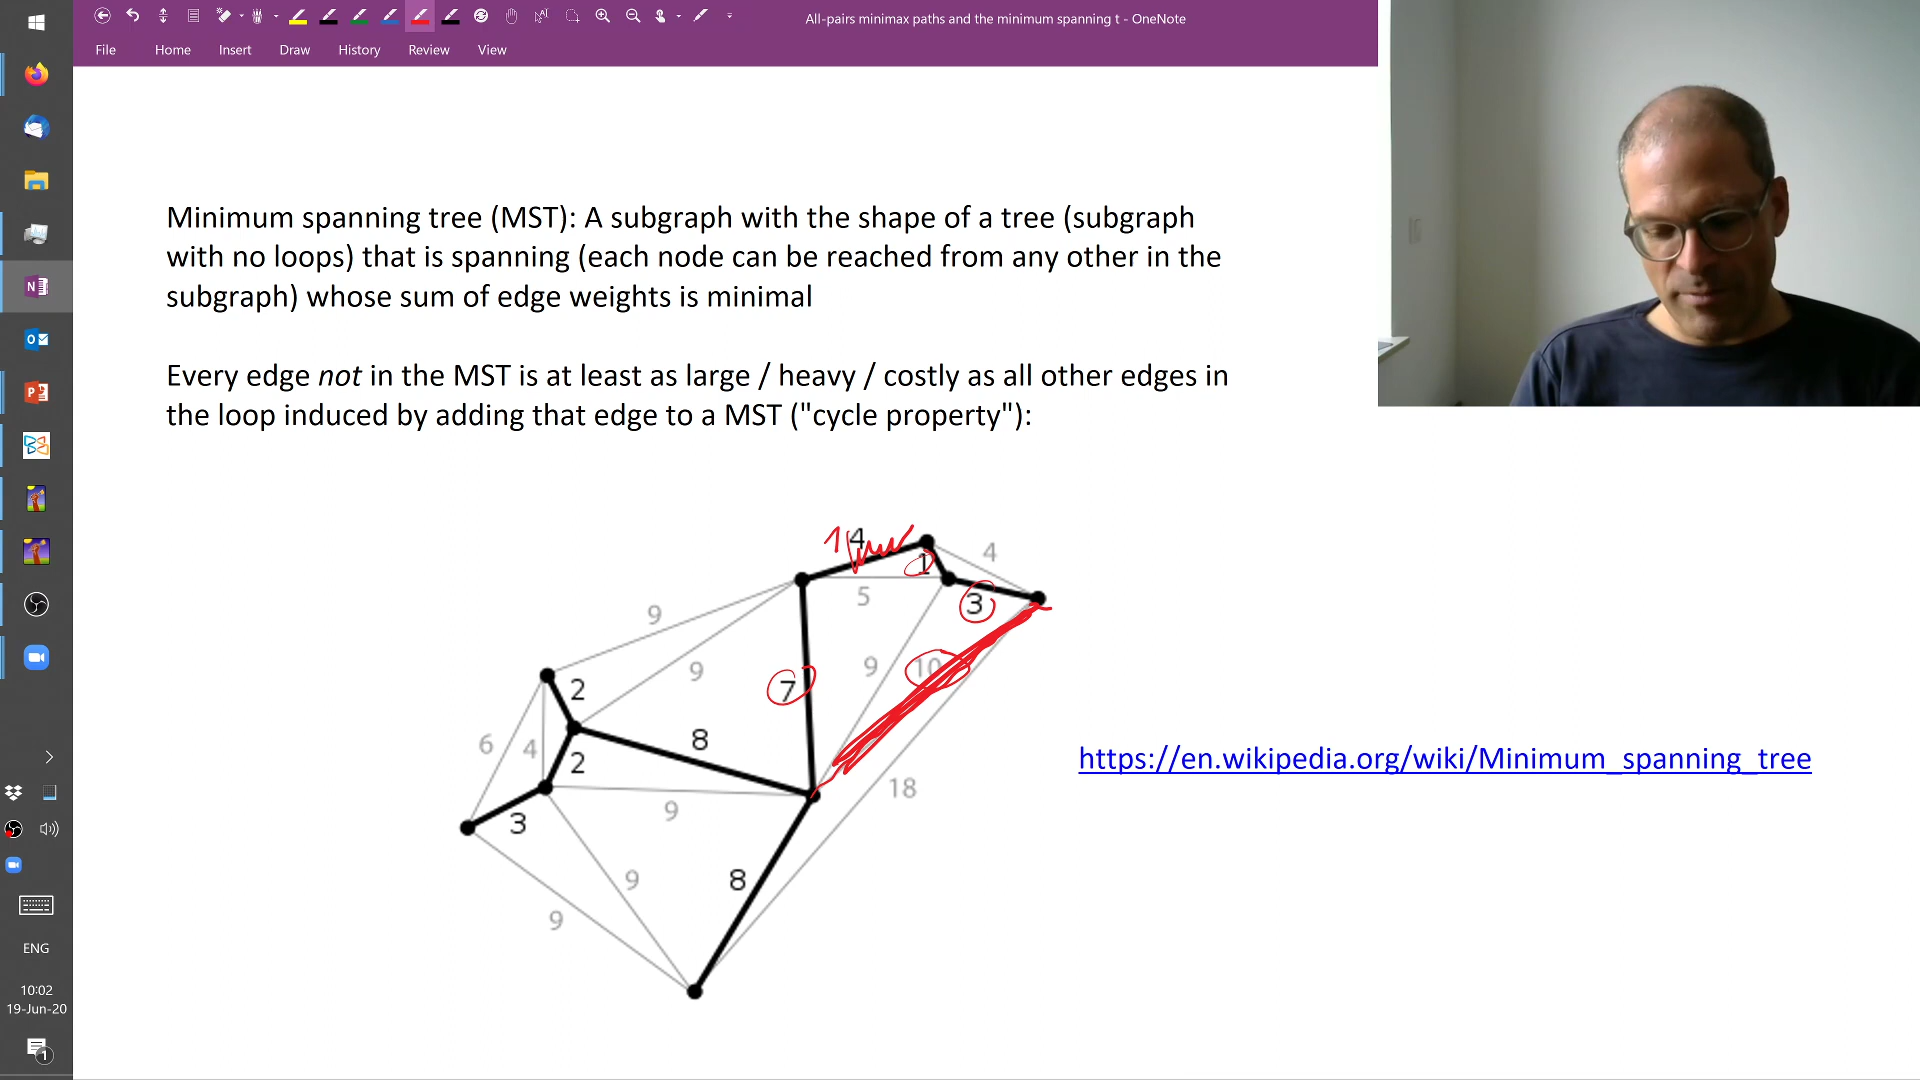 All-pairs minimax paths and the minimum spanning t - OneNote
File Home Insert Draw History Review View
Minimum spanning tree (MST): A subgraph with the shape of a tree (subgraph
with no loops) that is spanning (each node can be reached from any other in the
subgraph) whose sum of edge weights is minimal
Every edge not in the MST is at least as large / heavy / costly as all other edges in
the loop induced by adding that edge to a MST ("cycle property"):
4
1
4
5
3
9
9
9
10
7
2
8
6
4
2
9
3
18
8
9
9
https://en.wikipedia.org/wiki/Minimum_spanning_tree
ENG
10:02
19-Jun-20
1